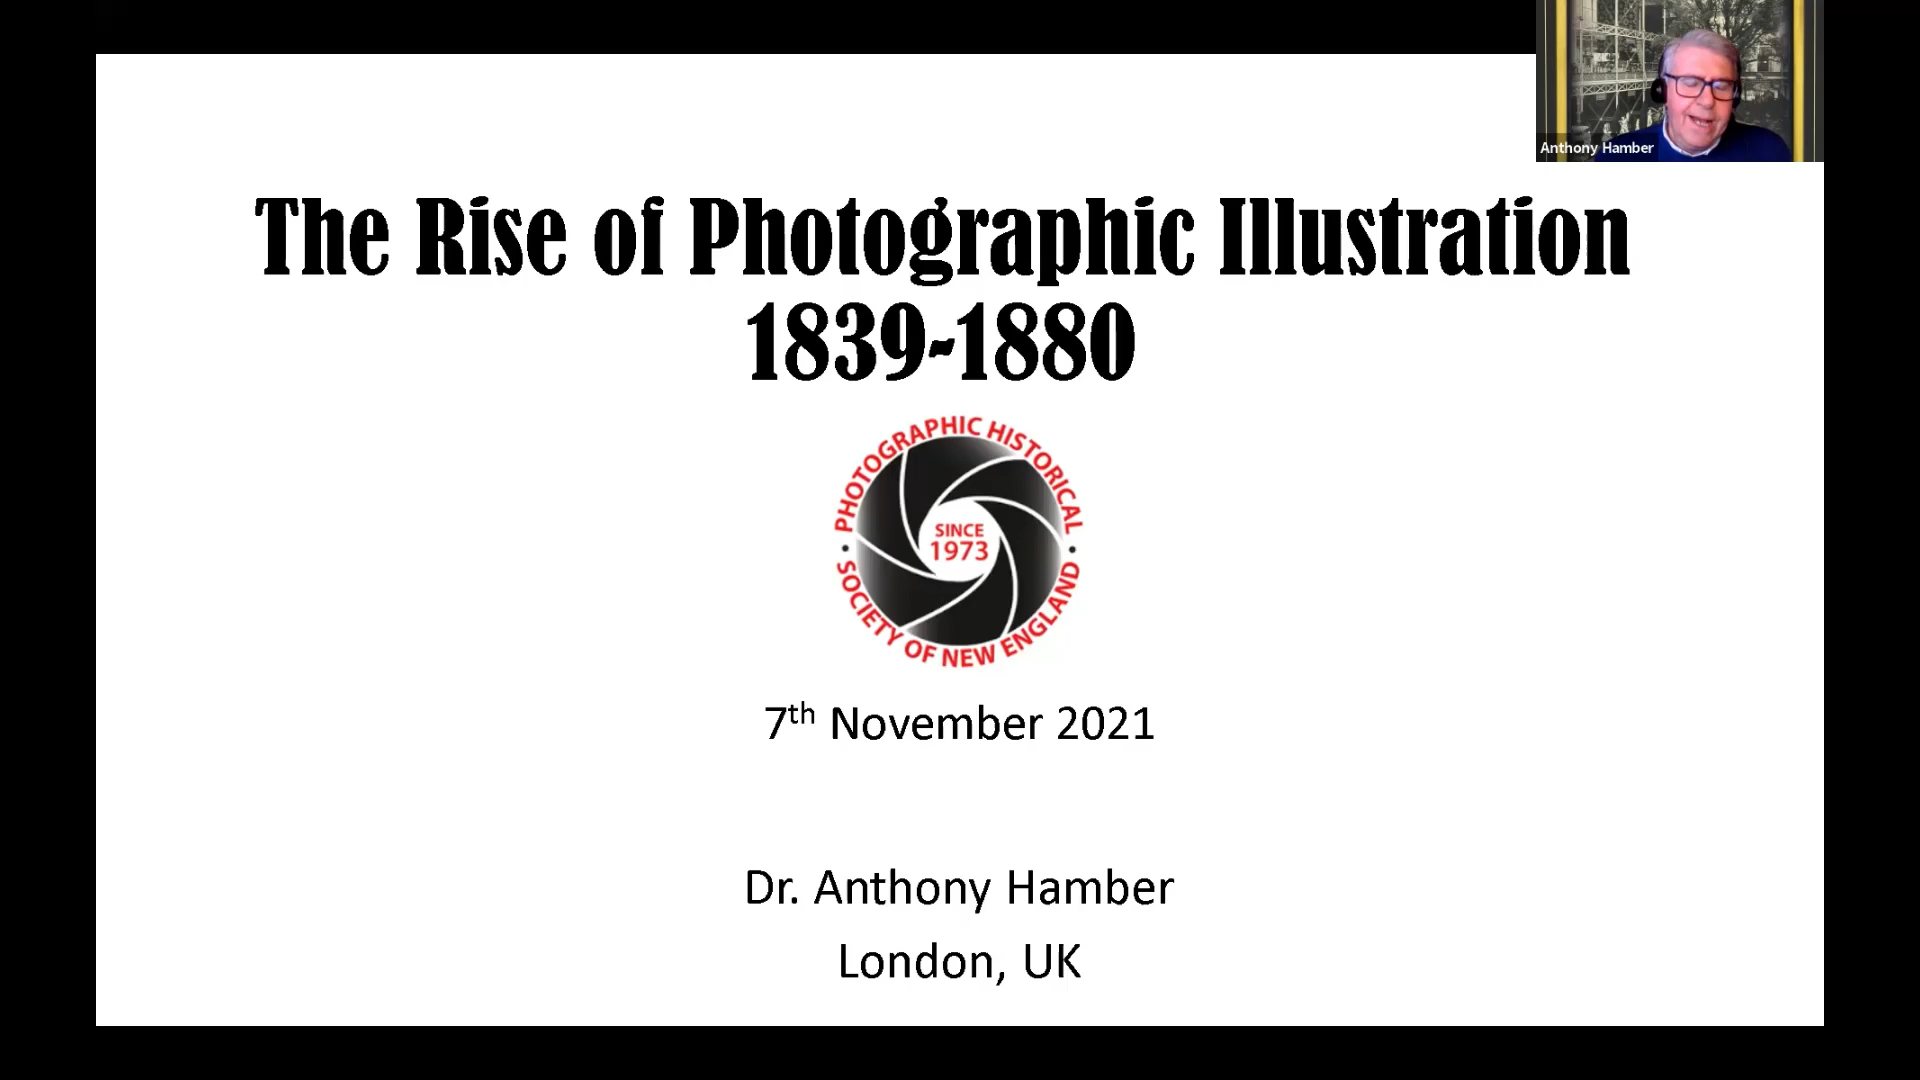 Anthony Hamber
The Rise of Photographic Illustration
1839-1880
PHOTOGRAPHIC HISTORICAL
SOCIETY OF NEW ENGLAND
SINCE
1973
7th November 2021
Dr. Anthony Hamber
London, UK